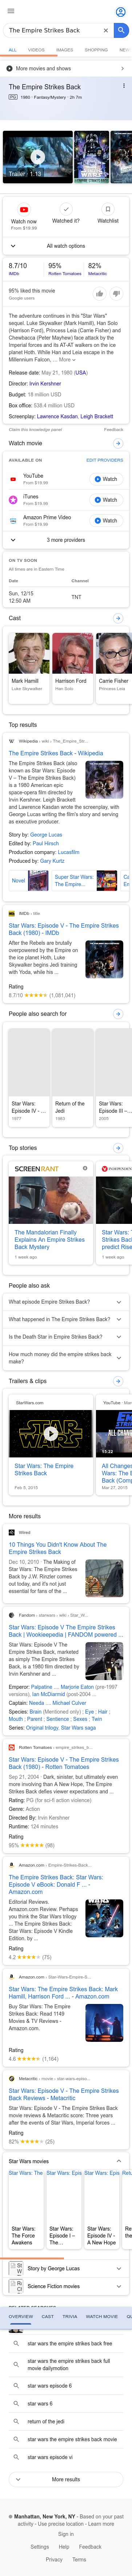 The Empire Strikes Back
ALL VIDEOS IMAGES SHOPPING NEW
More movies and shows
The Empire Strikes Back
PG 1980 · Fantasy/Mystery · 2h 7m
Trailer · 1:13
Watch now
From $19.99
Watched it?
Watchlist
All watch options
8.7/10
IMDb
95%
Rotten Tomatoes
82%
Metacritic
95% liked this movie
Google users
The adventure continues in this "Star Wars" sequel. Luke Skywalker (Mark Hamill), Han Solo (Harrison Ford), Princess Leia (Carrie Fisher) and Chewbacca (Peter Mayhew) face attack by the Imperial forces and its AT-AT walkers on the ice planet Hoth. While Han and Leia escape in the Millennium Falcon, … More
Release date: May 21, 1980 (USA)
Director: Irvin Kershner
Budget: 18 million USD
Box office: 538.4 million USD
Screenplay: Lawrence Kasdan, Leigh Brackett
Claim this knowledge panel
Feedback
Watch movie
AVAILABLE ON
EDIT PROVIDERS
YouTube
From $19.99
Watch
iTunes
From $19.99
Watch
Amazon Prime Video
From $19.99
Watch
3 more providers
ON TV SOON
All times are in Eastern Time
Date
Channel
Sun, 12/15
12:50 AM
TNT
Cast
Mark Hamill
Luke Skywalker
Harrison Ford
Han Solo
Carrie Fisher
Princess Leia
Top results
Wikipedia › wiki › The_Empire_Str...
The Empire Strikes Back - Wikipedia
The Empire Strikes Back (also known as Star Wars: Episode V - The Empire Strikes Back) is a 1980 American epic space opera film directed by Irvin Kershner and written by Leigh Brackett and Lawrence Kasdan, based on a story by George Lucas. ...
Story by: George Lucas
Edited by: Paul Hirsch
Production company: Lucasfilm
Produced by: Gary Kurtz
Novel
Super Star Wars: The Empire...
IMDb › title
Star Wars: Episode V - The Empire Strikes Back (1980) - IMDb
After the Rebels are brutally overpowered by the Empire on the ice planet Hoth, Luke Skywalker begins Jedi training with Yoda, while his ...
Rating
8.7/10 (1,081,041)
People also search for
Star Wars: Episode IV - ...
1977
Return of the Jedi
1983
Star Wars: Episode III – ...
2005
Top stories
SCREENRANT
The Mandalorian Finally Explains An Empire Strikes Back Mystery
1 week ago
1 week ago
People also ask
What episode Empire Strikes Back?
What happened in The Empire Strikes Back?
Is the Death Star in Empire Strikes Back?
How much money did the empire strikes back make?
Trailers & clips
StarWars.com
Star Wars: The Empire Strikes Back
Feb 3, 2015
15:22
Mar 27, 2015
More results
Wired
10 Things You Didn't Know About The Empire Strikes Back
Dec 10, 2010 · The Making of Star Wars: The Empire Strikes Back is the second Star Wars tome from J.W. Rinzler comes out today, and it's not just essential for fans of the ...
Fandom › starwars › wiki › Star_W...
Star Wars: Episode V The Empire Strikes Back | Wookieepedia | FANDOM powered ...
Star Wars: Episode V The Empire Strikes Back, marketed as simply The Empire Strikes Back, is a 1980 film directed by Irvin Kershner and ...
Emperor: Palpatine ... Marjorie Eaton (pre-1997 versions), Ian McDiarmid (post-2004 ...
Captain: Needa ... Michael Culver
Species: Brain (Mentioned only) ; Eye ; Hair ; Mouth ; Parent ; Sentience ; Sexes ; Twin
Series: Original trilogy, Star Wars saga
Rotten Tomatoes › empire_strikes_b...
Star Wars: Episode V - The Empire Strikes Back (1980) - Rotten Tomatoes
Sep 21, 2004 · Dark, sinister, but ultimately even more involving than A New Hope, The Empire Strikes Back defies viewer expectations and ...
Rating: PG (for sci-fi action violence)
Genre: Action
Directed By: Irvin Kershner
Runtime: 124 minutes
Rating
95% (98)
Amazon.com › Empire-Strikes-Back...
The Empire Strikes Back: Star Wars: Episode V eBook: Donald F ... - Amazon.com
Editorial Reviews. Amazon.com Review. Perhaps you worry that the Star Wars trilogy ... The Empire Strikes Back: Star Wars: Episode V Kindle Edition. by ...
Rating
4.2 (75)
Amazon.com › Star-Wars-Empire-S...
Star Wars: The Empire Strikes Back: Mark Hamill, Harrison Ford ... - Amazon.com
Buy Star Wars: The Empire Strikes Back: Read 1149 Movies & TV Reviews - Amazon.com.
Rating
4.6 (1,164)
Metacritic › movie › star-wars-episo...
Star Wars: Episode V - The Empire Strikes Back Reviews - Metacritic
Star Wars: Episode V - The Empire Strikes Back movie reviews & Metacritic score: Three years after the events of Star Wars, Imperial forces ...
Rating
82% (25)
Star Wars movies
Star Wars: The Force Awakens
Star Wars: Episode I – The...
Star Wars: Episode IV - A New Hope
Story by George Lucas
Science Fiction movies
OVERVIEW CAST TRIVIA WATCH MOVIE
star wars the empire strikes back free
star wars the empire strikes back full movie dailymotion
star wars episode 6
star wars 6
return of the jedi
star wars the empire strikes back movie
star wars episode vi
More results
Manhattan, New York, NY - Based on your past activity - Use precise location - Learn more
Sign in
Settings Help Feedback
Privacy Terms